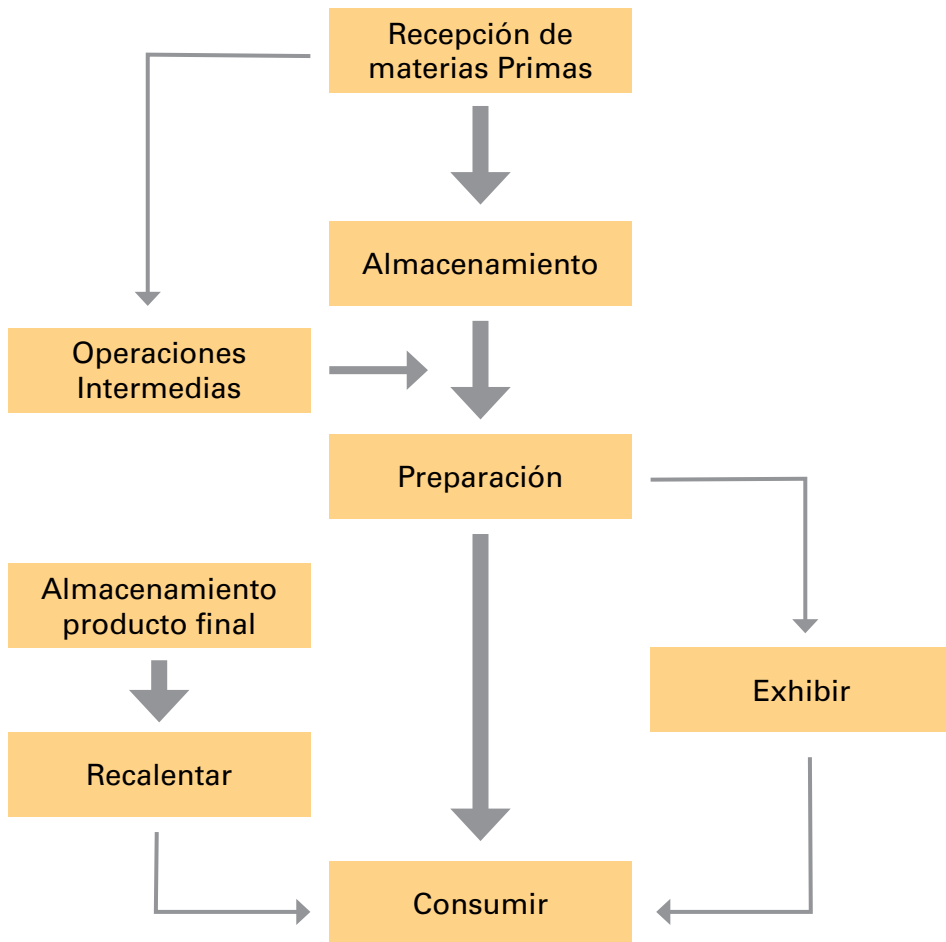 Recepción de
materias Primas
Almacenamiento
Operaciones
Intermedias
Preparación
Almacenamiento
producto final
Exhibir
Recalentar
Consumir